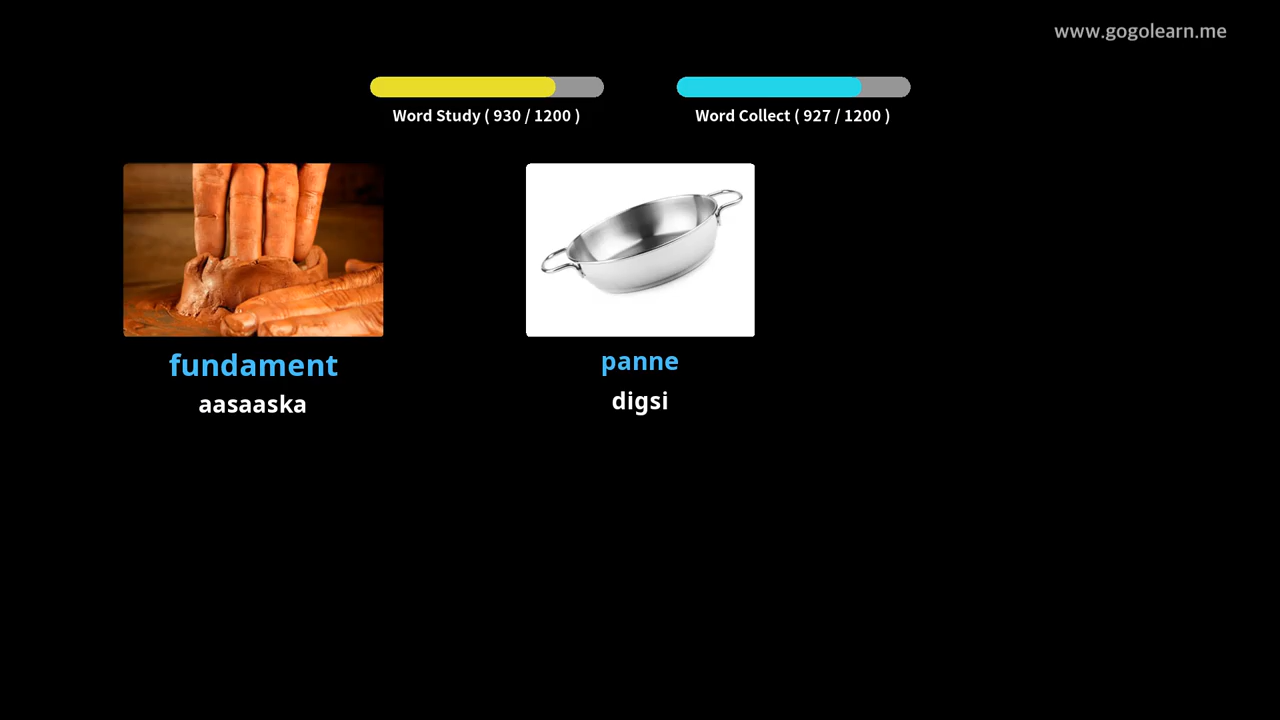 www.gogolearn.me
Word Study ( 930 / 1200 )
Word Collect ( 927 / 1200 )
fundament
aasaaska
panne
digsi